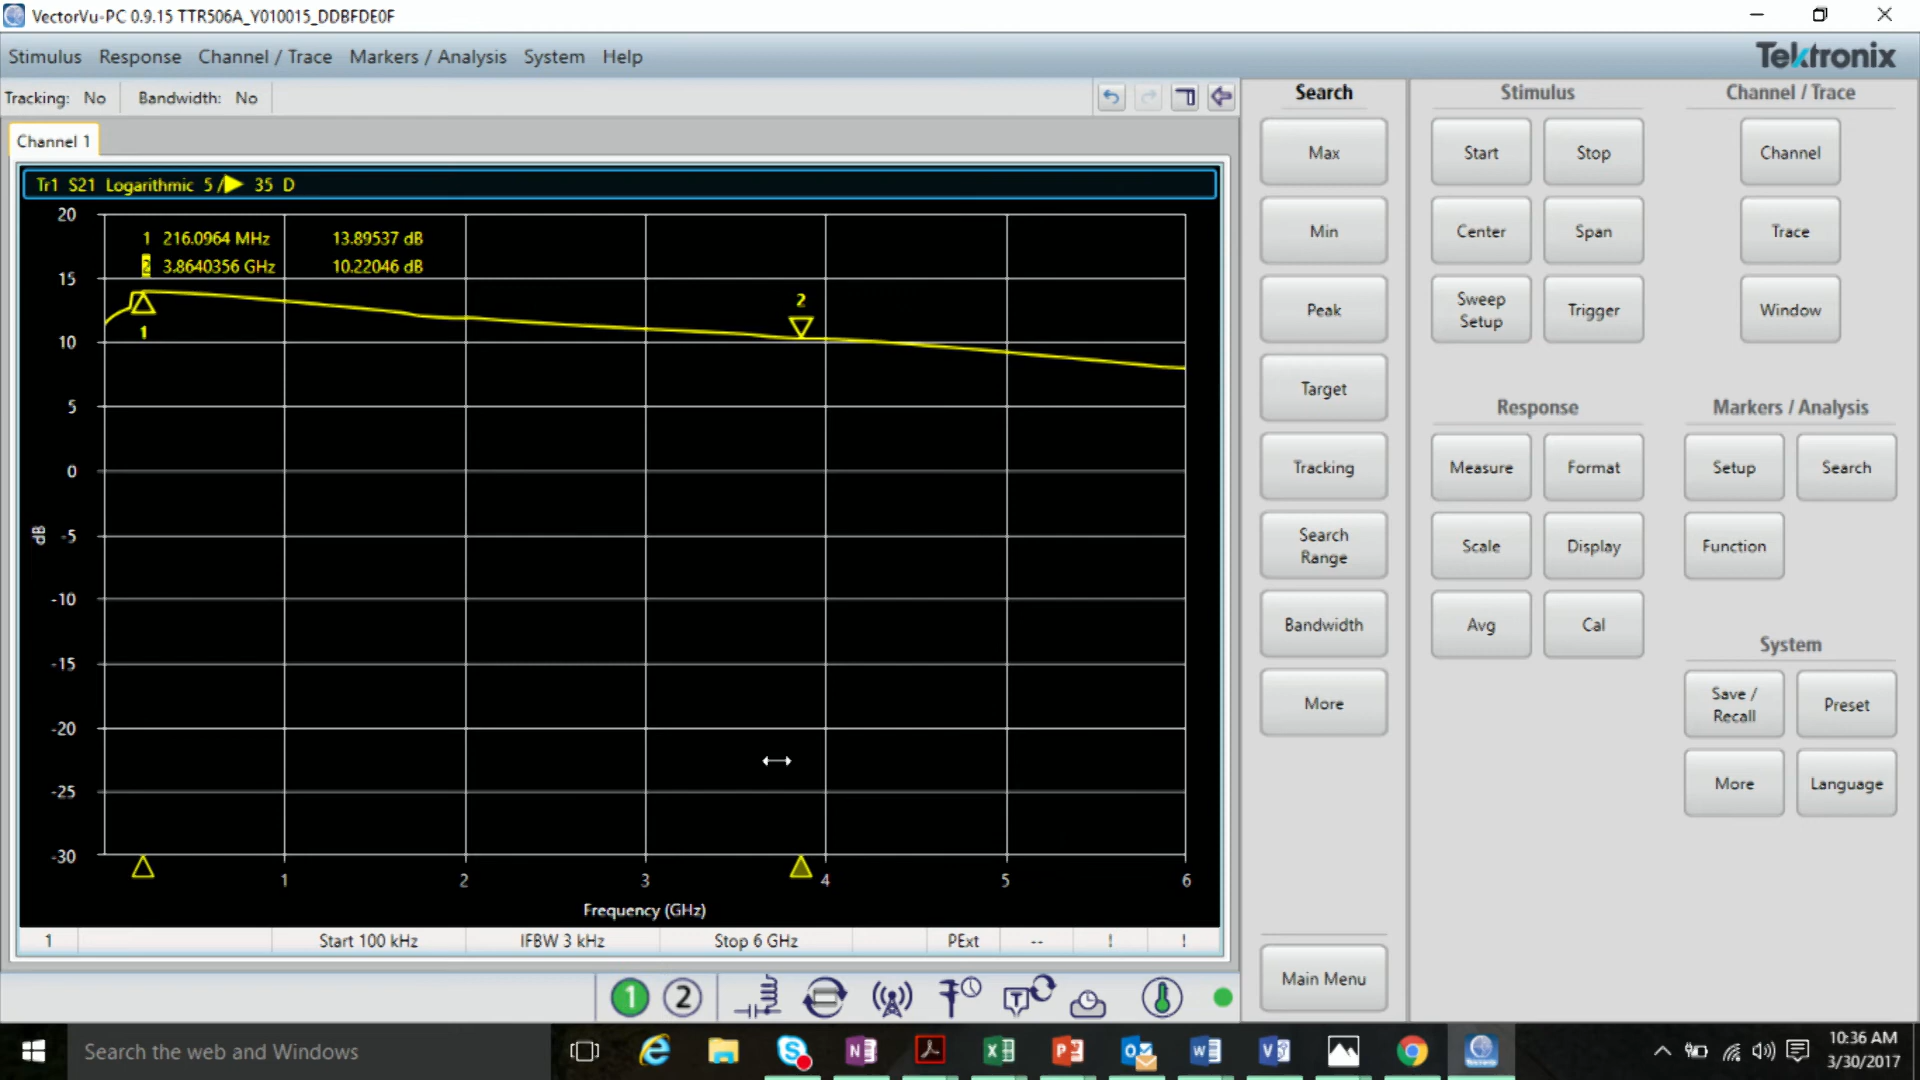 VectorVu-PC 0.9.15 TTR506A_Y010015_DDBFDE0F
Stimulus Response Channel / Trace Markers / Analysis System Help
Tektronix
Tracking: No Bandwidth: No
Channel 1
Tr1 S21 Logarithmic 5 / 35 D
20
15
10
5
0
-5
-10
-15
-20
-25
-30
dB
1 216.0964 MHz 13.89537 dB
2 3.8640356 GHz 10.22046 dB
1
2
1 2 3 4 5 6
Frequency (GHz)
1 Start 100 kHz IFBW 3 kHz Stop 6 GHz PExt -- ! !
1 2
T
Search
Max
Min
Peak
Target
Tracking
Search
Range
Bandwidth
More
Main Menu
Stimulus
Start Stop
Center Span
Sweep
Setup
Trigger
Response
Measure Format
Scale Display
Avg Cal
Channel / Trace
Channel
Trace
Window
Markers / Analysis
Setup Search
Function
System
Save /
Recall
Preset
More Language
Search the web and Windows
10:36 AM
3/30/2017